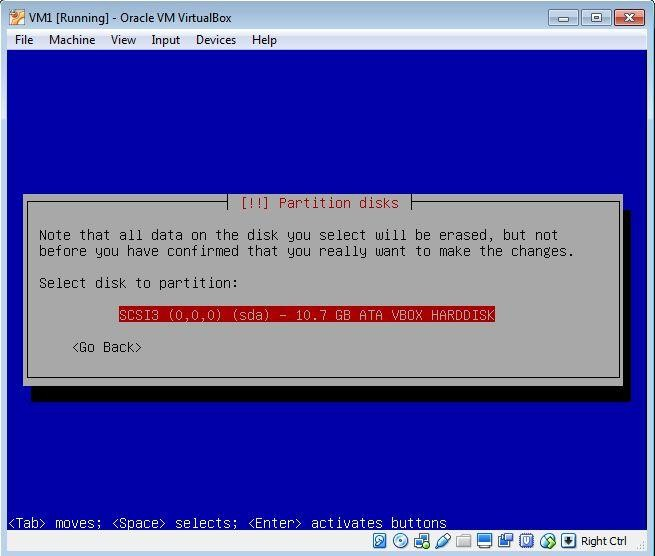 VM1 [Running] - Oracle VM VirtualBox
File Machine View Input Devices Help
[!!] Partition disks
Note that all data on the disk you select will be erased, but not
before you have confirmed that you really want to make the changes.
Select disk to partition:
SCSI3 (0,0,0) (sda) - 10.7 GB ATA VBOX HARDDISK
<Go Back>
<Tab> moves; <Space> selects; <Enter> activates buttons
Right Ctrl